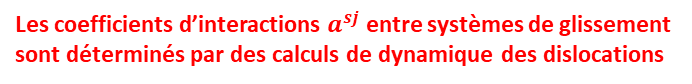 Les coefficients d’interactions a^{sj} entre systèmes de glissement
sont déterminés par des calculs de dynamique des dislocations